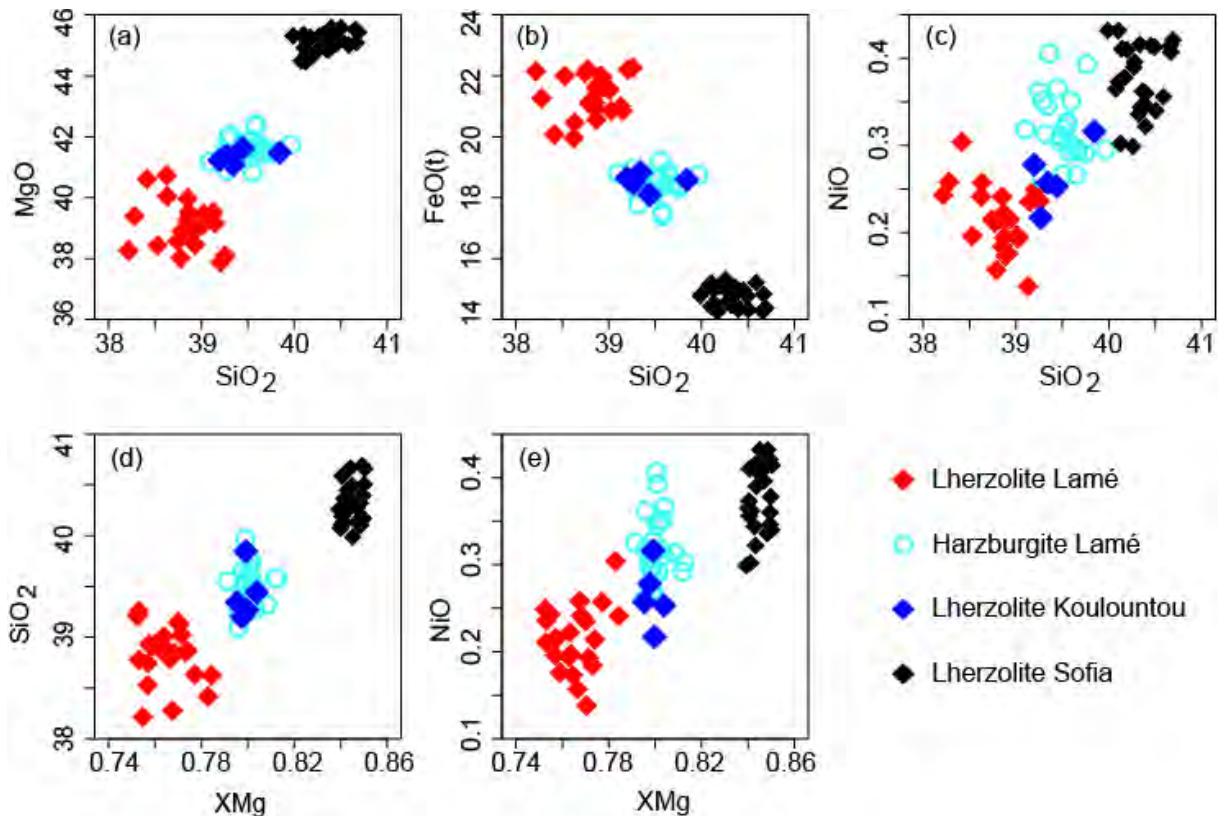 (a)
MgO
46
44
42
40
38
36
38 39 40 41
SiO2
(b)
FeO(t)
24
22
20
18
16
14
38 39 40 41
SiO2
(c)
NiO
0.4
0.3
0.2
0.1
38 39 40 41
SiO2
(d)
SiO2
41
40
39
38
0.74 0.78 0.82 0.86
XMg
(e)
NiO
0.4
0.3
0.2
0.1
0.74 0.78 0.82 0.86
XMg
Lherzolite Lamé
Harzburgite Lamé
Lherzolite Koulountou
Lherzolite Sofia